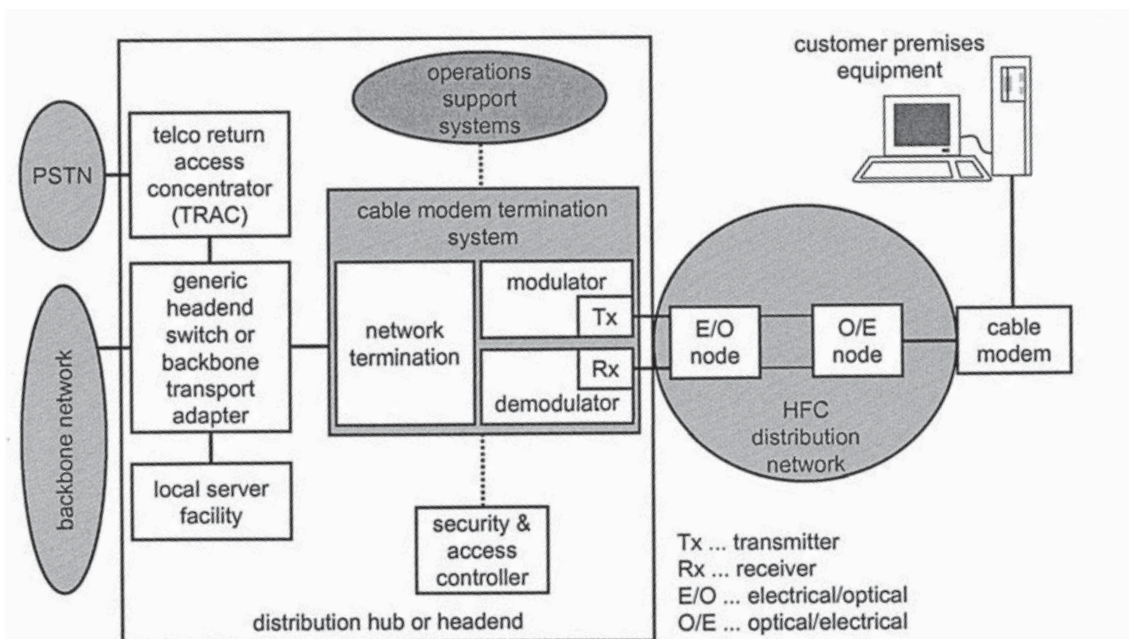 customer premises
equipment
operations
support
systems
PSTN
telco return
access
concentrator
(TRAC)
cable modem termination
system
backbone network
generic
headend
switch or
backbone
transport
adapter
network
termination
modulator
Tx
Rx
demodulator
E/O
node
O/E
node
cable
modem
HFC
distribution
network
local server
facility
security &
access
controller
distribution hub or headend
Tx ... transmitter
Rx ... receiver
E/O ... electrical/optical
O/E ... optical/electrical